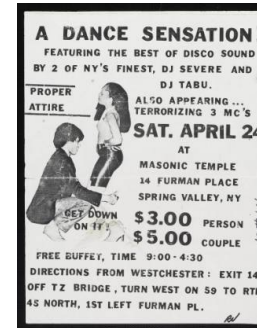 A DANCE SENSATION
FEATURING THE BEST OF DISCO SOUND
BY 2 OF NY'S FINEST, DJ SEVERE AND
DJ TABU.
PROPER
ATTIRE
ALSO APPEARING...
TERRORIZING 3 MC'S
SAT. APRIL 24
AT
MASONIC TEMPLE
14 FURMAN PLACE
SPRING VALLEY, NY
GET DOWN
ON IT!
$3.00 PERSON
$5.00 COUPLE
FREE BUFFET, TIME 9:00-4:30
DIRECTIONS FROM WESTCHESTER: EXIT 14
OFF TZ BRIDGE, TURN WEST ON 59 TO RTE
45 NORTH, 1ST LEFT FURMAN PL.